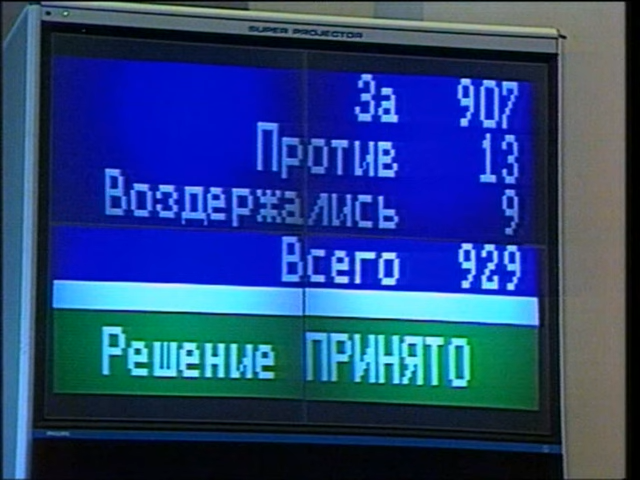 SUPER PROJECTOR
За 907
Против 13
Воздержались 9
Всего 929
Решение ПРИНЯТО